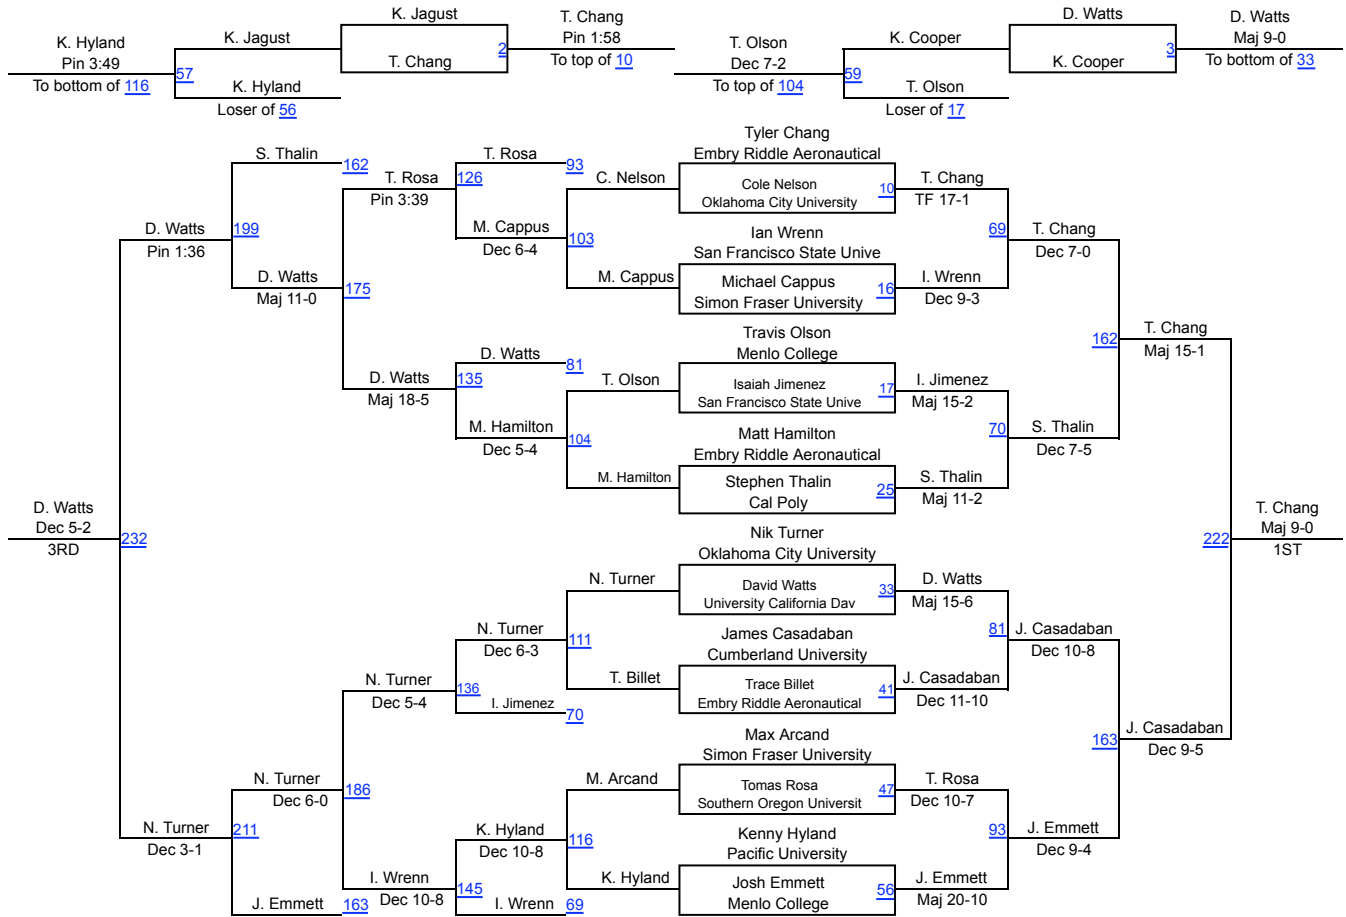 K. Jagust
T. Chang
D. Watts
D. Watts
K. Hyland
K. Jagust
Pin 1:58
T. Olson
K. Cooper
Maj 9-0
Pin 3:49
T. Chang
2
To top of 10
Dec 7-2
K. Cooper
3
To bottom of 33
To bottom of 116
57
K. Hyland
To top of 104
59
T. Olson
Loser of 56
Loser of 17
Tyler Chang
Embry Riddle Aeronautical
S. Thalin
162
T. Rosa
93
T. Rosa
126
C. Nelson
Cole Nelson
10
T. Chang
Pin 3:39
Oklahoma City University
TF 17-1
D. Watts
199
M. Cappus
103
Ian Wrenn
69
T. Chang
Pin 1:36
Dec 6-4
San Francisco State Unive
Dec 7-0
D. Watts
175
M. Cappus
Michael Cappus
16
I. Wrenn
Maj 11-0
Simon Fraser University
Dec 9-3
Travis Olson
T. Chang
D. Watts
81
Menlo College
162
Maj 15-1
D. Watts
135
T. Olson
Isaiah Jimenez
17
I. Jimenez
Maj 18-5
San Francisco State Unive
Maj 15-2
M. Hamilton
104
Matt Hamilton
70
S. Thalin
Dec 5-4
Embry Riddle Aeronautical
Dec 7-5
M. Hamilton
Stephen Thalin
25
S. Thalin
Cal Poly
Maj 11-2
D. Watts
T. Chang
Dec 5-2
Nik Turner
Maj 9-0
3RD
232
Oklahoma City University
222
1ST
N. Turner
David Watts
33
D. Watts
University California Dav
Maj 15-6
N. Turner
111
James Casadaban
81
J. Casadaban
Dec 6-3
Cumberland University
Dec 10-8
N. Turner
136
T. Billet
Trace Billet
41
J. Casadaban
Dec 5-4
I. Jimenez
70
Embry Riddle Aeronautical
Dec 11-10
Max Arcand
J. Casadaban
Simon Fraser University
163
Dec 9-5
N. Turner
186
M. Arcand
Tomas Rosa
47
T. Rosa
Dec 6-0
Southern Oregon Universit
Dec 10-7
N. Turner
211
K. Hyland
116
Kenny Hyland
93
J. Emmett
Dec 3-1
Dec 10-8
Pacific University
Dec 9-4
I. Wrenn
145
K. Hyland
Josh Emmett
56
J. Emmett
J. Emmett
163
Dec 10-8
I. Wrenn
69
Menlo College
Maj 20-10